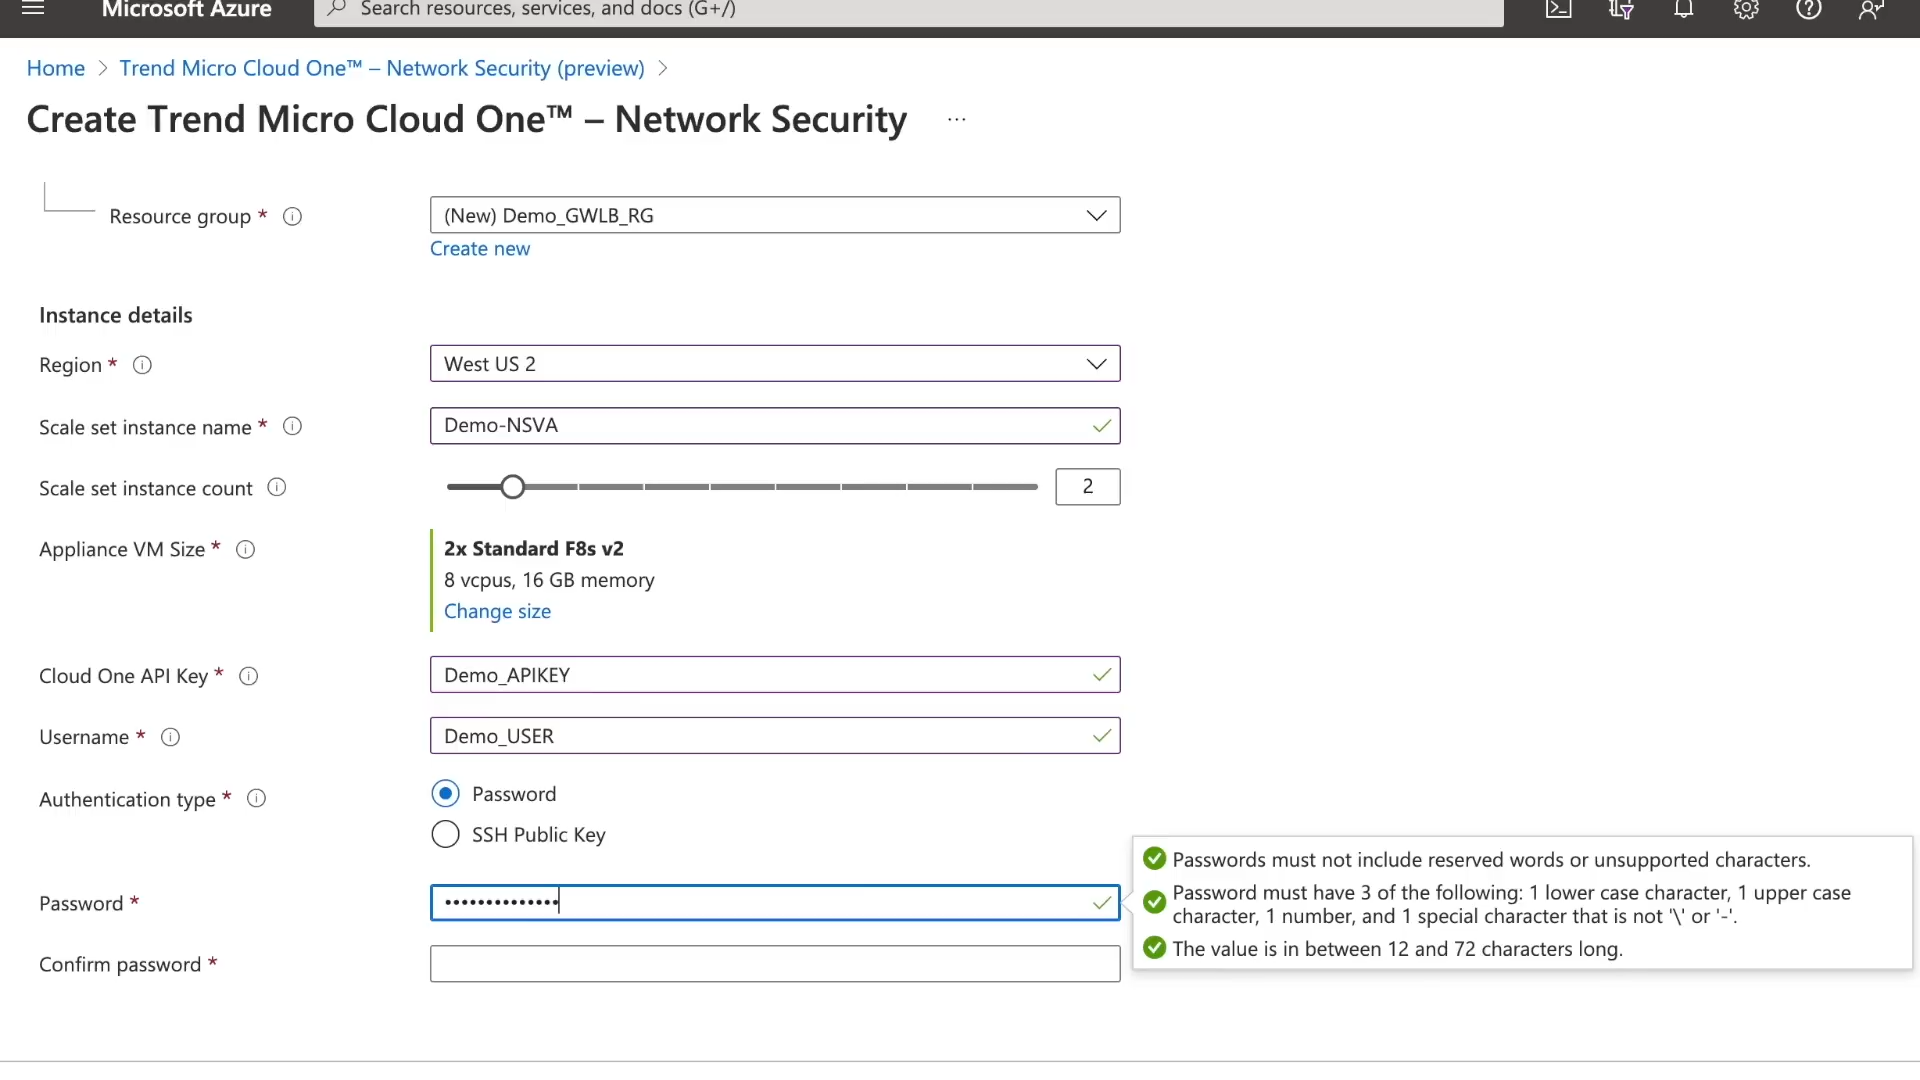 Microsoft Azure
Search resources, services, and docs (G+/)
Home > Trend Micro Cloud One™ – Network Security (preview) >
Create Trend Micro Cloud One™ – Network Security ...
Resource group *
(New) Demo_GWLB_RG
Create new
Instance details
Region *
West US 2
Scale set instance name *
Demo-NSVA
Scale set instance count
2
Appliance VM Size *
2x Standard F8s v2
8 vcpus, 16 GB memory
Change size
Cloud One API Key *
Demo_APIKEY
Username *
Demo_USER
Authentication type *
Password
SSH Public Key
Password *
••••••••••••••
Passwords must not include reserved words or unsupported characters.
Password must have 3 of the following: 1 lower case character, 1 upper case
character, 1 number, and 1 special character that is not '\' or '-'.
The value is in between 12 and 72 characters long.
Confirm password *